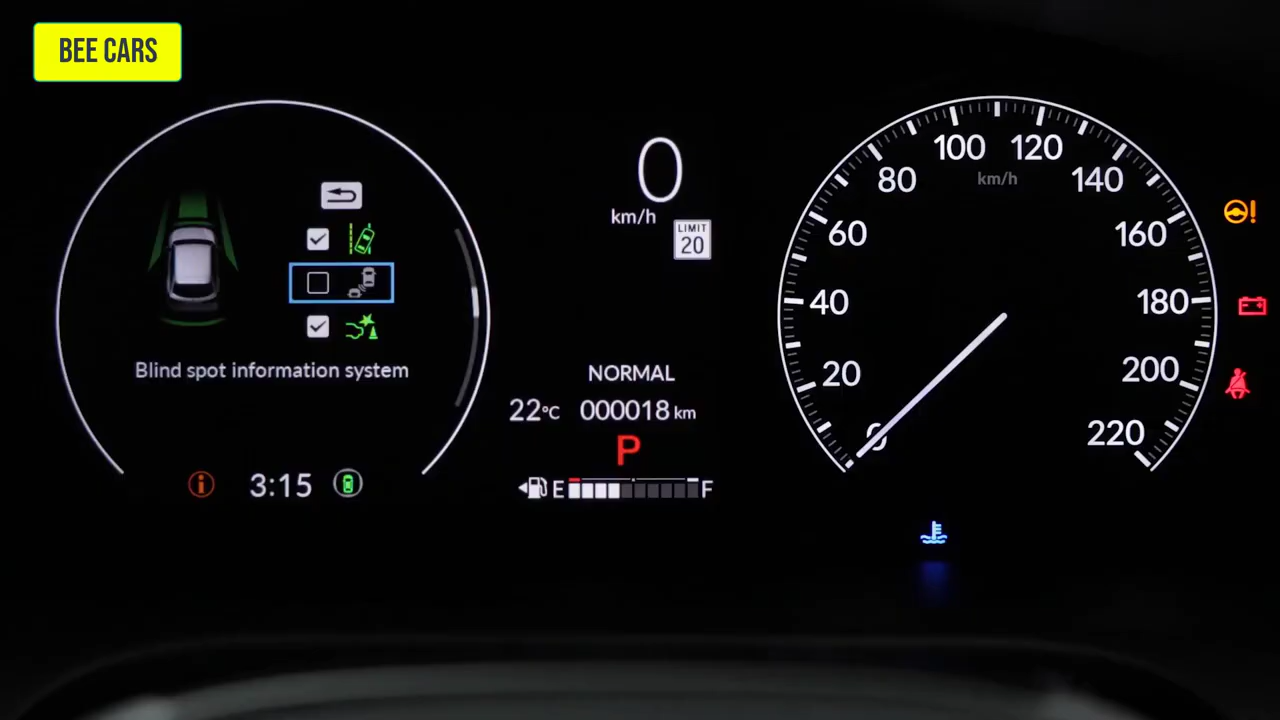 BEE CARS
0
km/h
LIMIT
20
Blind spot information system
3:15
NORMAL
22°C 000018 km
P
E F
0
20
40
60
80
100
120
140
160
180
200
220
km/h